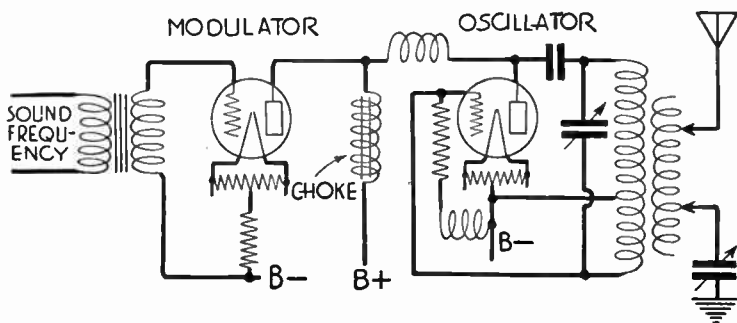 MODULATOR
OSCILLATOR
SOUND
FREQU-
ENCY
CHOKE
B-
B+
B-